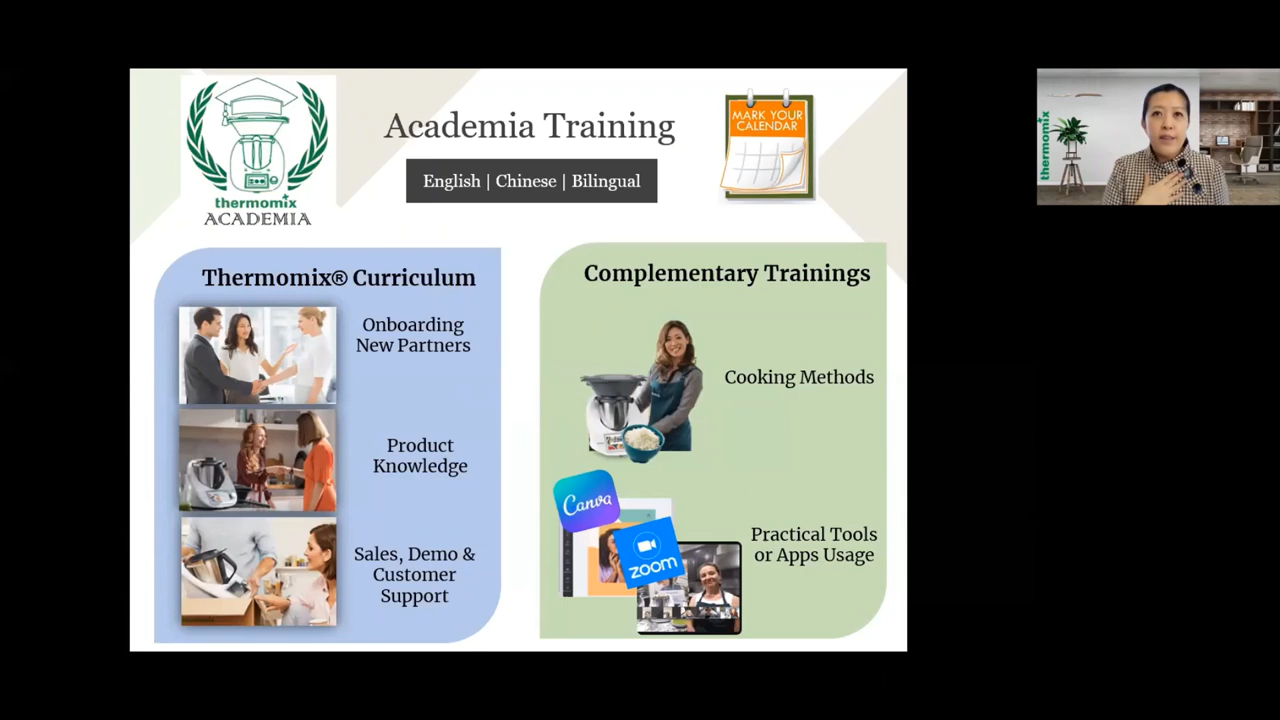 thermomix
ACADEMIA
Academia Training
English | Chinese | Bilingual
MARK YOUR
CALENDAR
thermomix
Thermomix® Curriculum
Onboarding
New Partners
Product
Knowledge
Sales, Demo &
Customer
Support
Complementary Trainings
Cooking Methods
Canva
zoom
Practical Tools
or Apps Usage